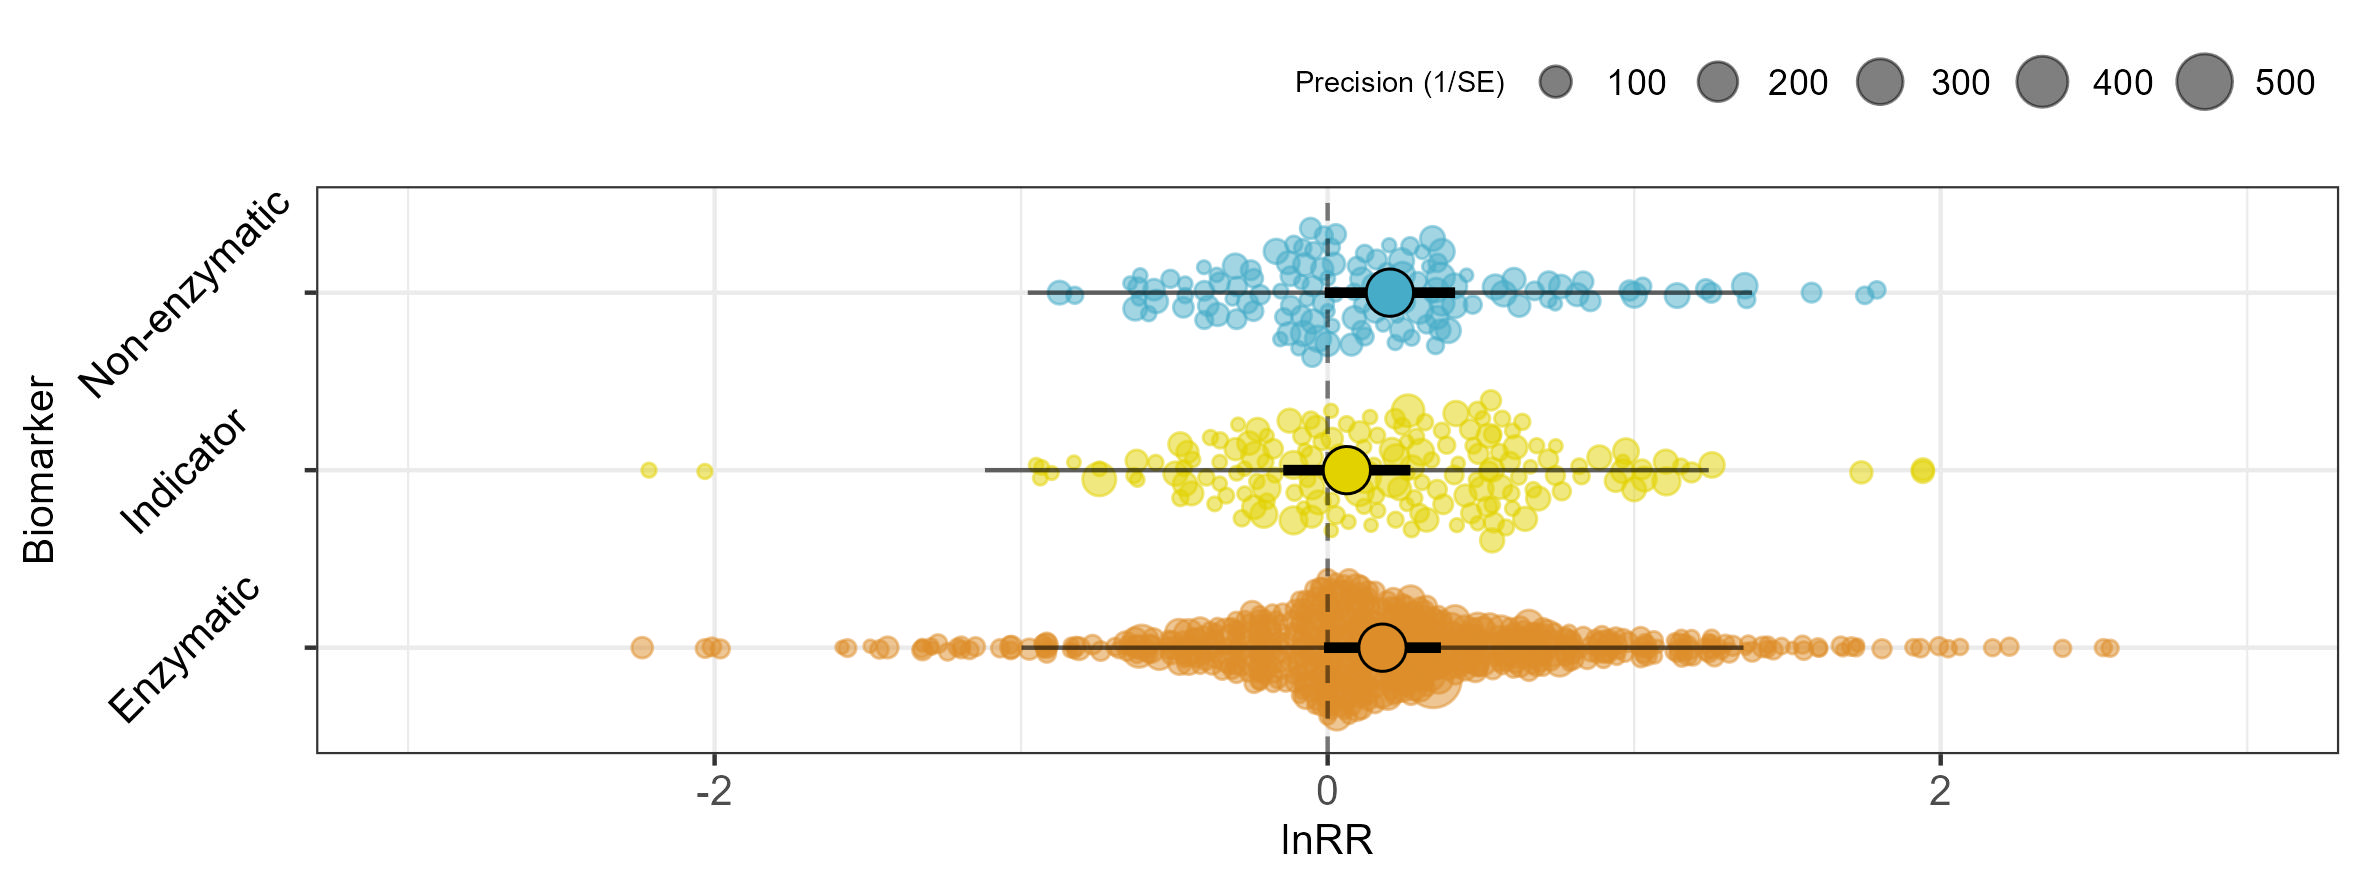 Precision (1/SE) 100 200 300 400 500
Biomarker
Non-enzymatic
Indicator
Enzymatic
-2 0 2
lnRR